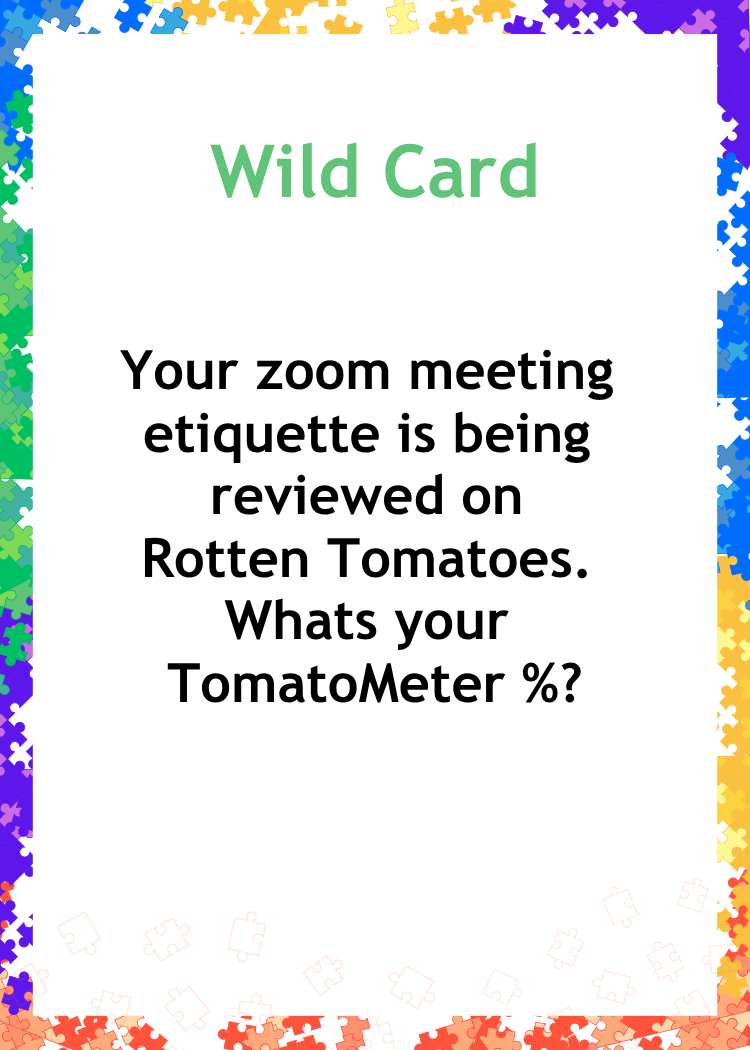 Wild Card
Your zoom meeting
etiquette is being
reviewed on
Rotten Tomatoes.
Whats your
TomatoMeter %?